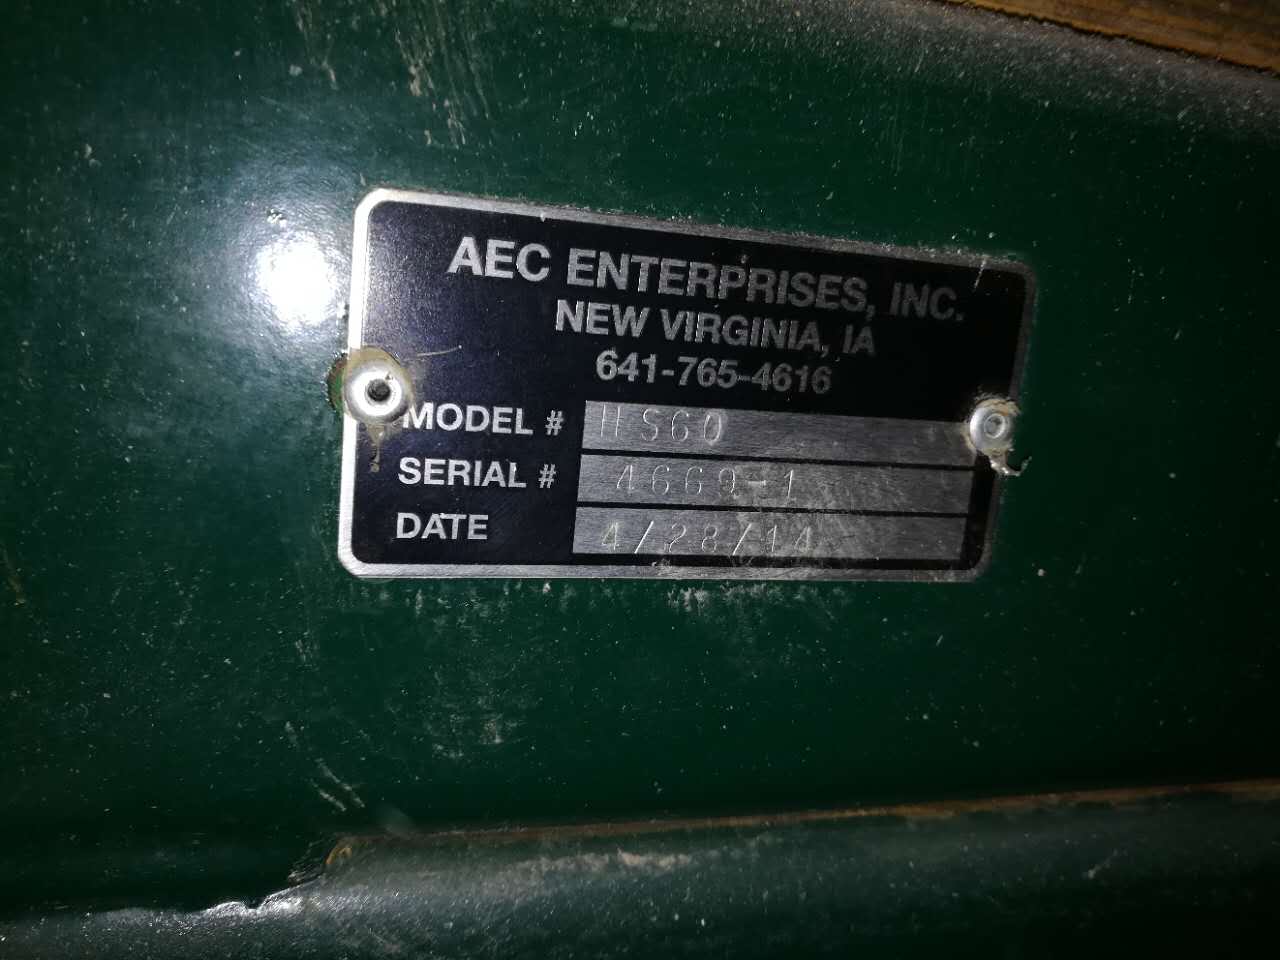 AEC ENTERPRISES, INC.
NEW VIRGINIA, IA
641-765-4616
MODEL # HS60
SERIAL # 4669-1
DATE 4/28/14